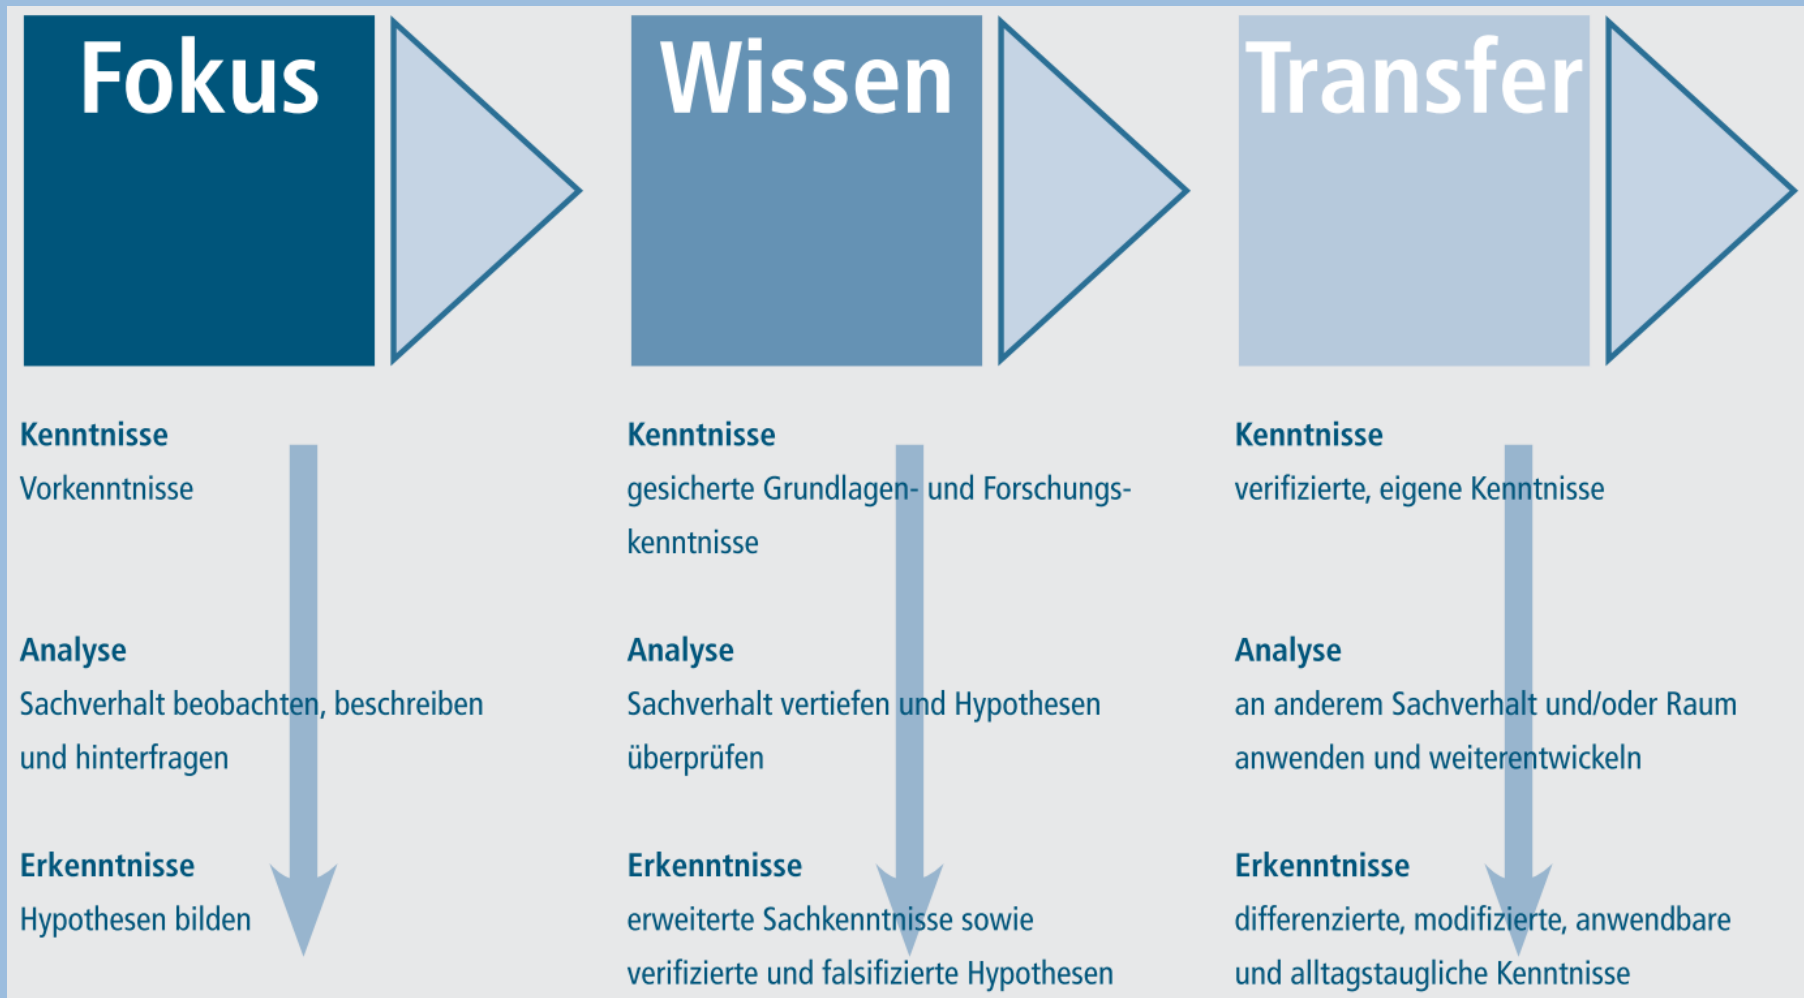 Fokus
Kenntnisse
Vorkenntnisse
Analyse
Sachverhalt beobachten, beschreiben
und hinterfragen
Erkenntnisse
Hypothesen bilden
Wissen
Kenntnisse
gesicherte Grundlagen- und Forschungs-
kenntnisse
Analyse
Sachverhalt vertiefen und Hypothesen
überprüfen
Erkenntnisse
erweiterte Sachkenntnisse sowie
verifizierte und falsifizierte Hypothesen
Transfer
Kenntnisse
verifizierte, eigene Kenntnisse
Analyse
an anderem Sachverhalt und/oder Raum
anwenden und weiterentwickeln
Erkenntnisse
differenzierte, modifizierte, anwendbare
und alltagstaugliche Kenntnisse